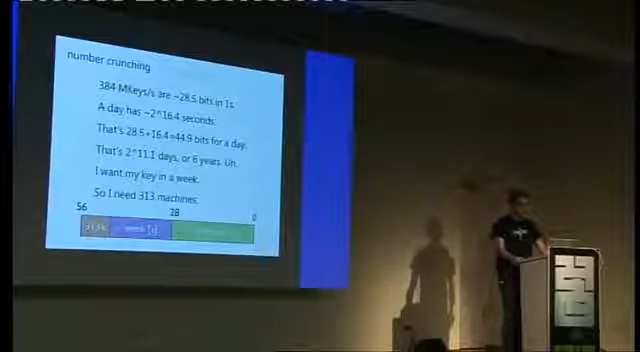 number crunching
384 MKeys/s are ~28.5 bits in 1s.
A day has ~2^16.4 seconds.
That's 28.5+16.4=44.9 bits for a day.
That's 2^11.1 days, or 6 years. Uh.
I want my key in a week.
So I need 313 machines.
56 28 0